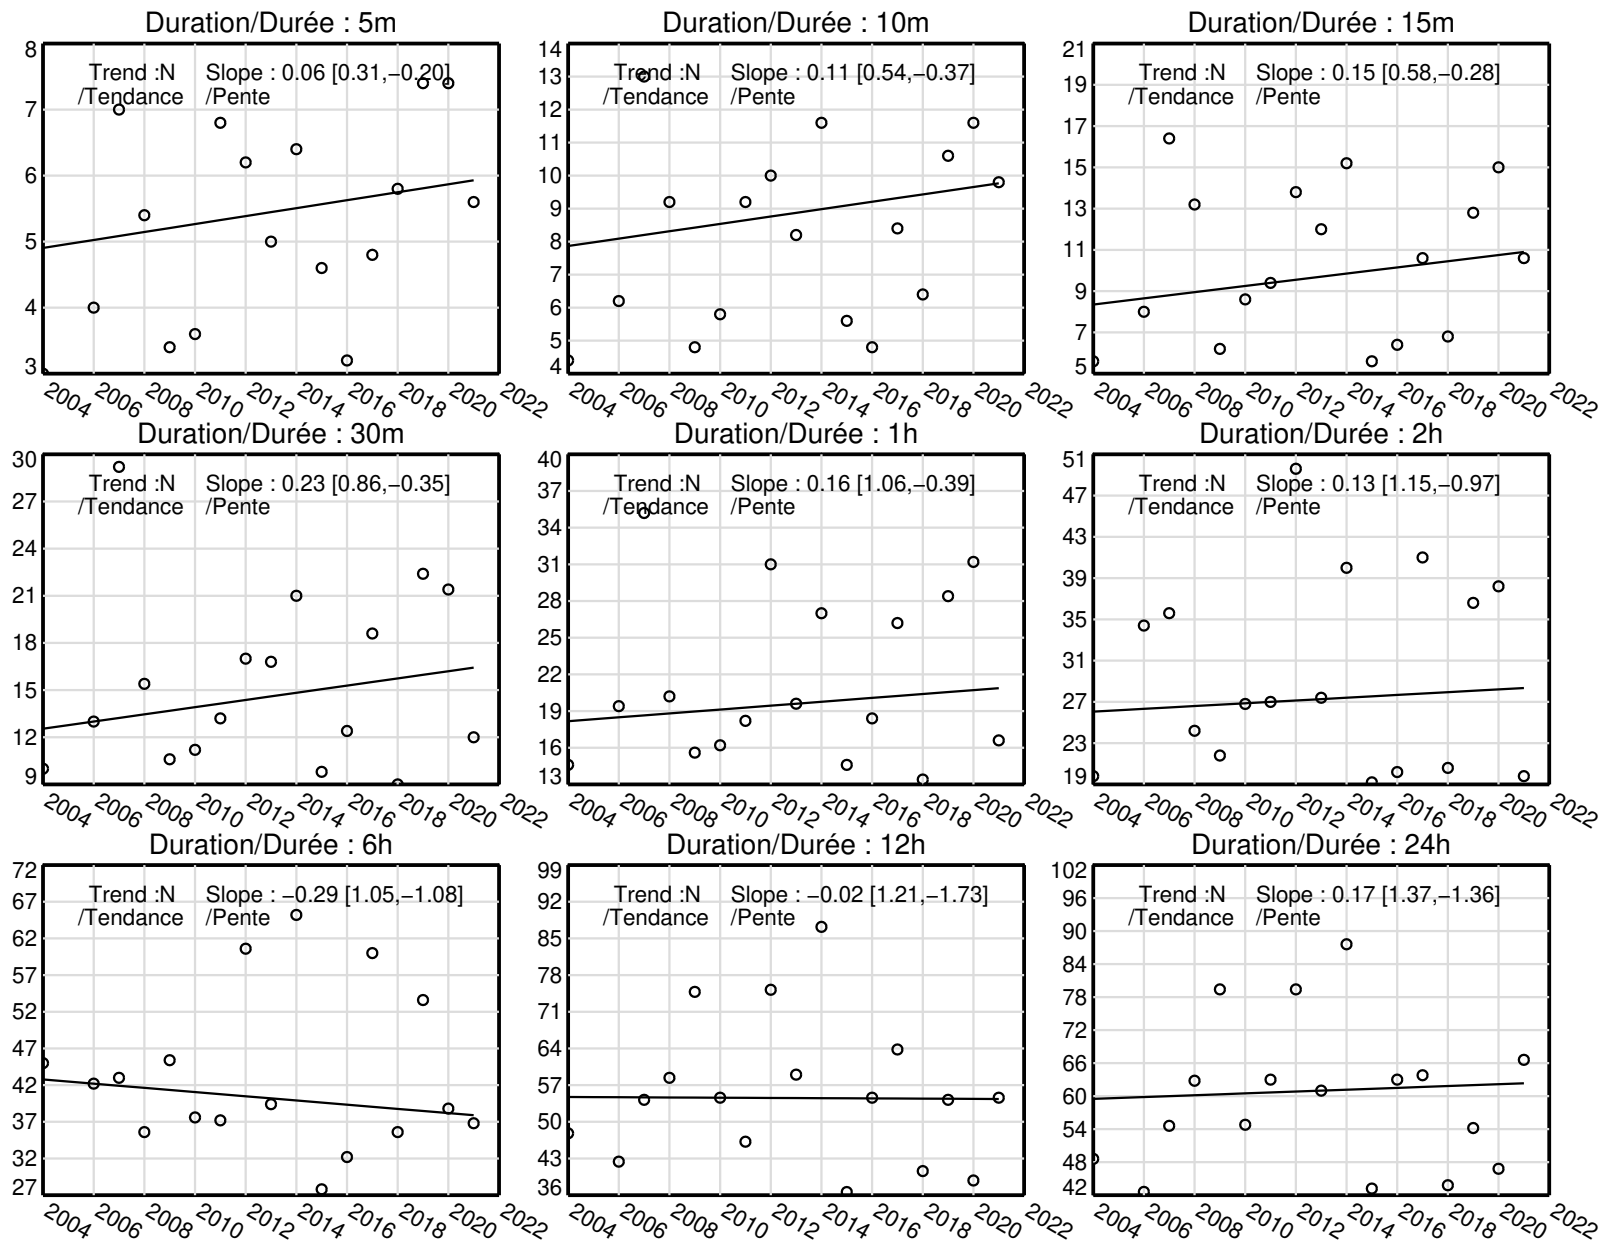 Duration/Durée : 5m
8
7
6
5
4
3
Trend :N Slope : 0.06 [0.31,−0.20]
/Tendance /Pente
2004 2006 2008 2010 2012 2014 2016 2018 2020 2022
Duration/Durée : 10m
14
13
12
11
10
9
8
7
6
5
4
Trend :N Slope : 0.11 [0.54,−0.37]
/Tendance /Pente
2004 2006 2008 2010 2012 2014 2016 2018 2020 2022
Duration/Durée : 15m
21
19
17
15
13
11
9
7
5
Trend :N Slope : 0.15 [0.58,−0.28]
/Tendance /Pente
2004 2006 2008 2010 2012 2014 2016 2018 2020 2022
Duration/Durée : 30m
30
27
24
21
18
15
12
9
Trend :N Slope : 0.23 [0.86,−0.35]
/Tendance /Pente
2004 2006 2008 2010 2012 2014 2016 2018 2020 2022
Duration/Durée : 1h
40
37
34
31
28
25
22
19
16
13
Trend :N Slope : 0.16 [1.06,−0.39]
/Tendance /Pente
2004 2006 2008 2010 2012 2014 2016 2018 2020 2022
Duration/Durée : 2h
51
47
43
39
35
31
27
23
19
Trend :N Slope : 0.13 [1.15,−0.97]
/Tendance /Pente
2004 2006 2008 2010 2012 2014 2016 2018 2020 2022
Duration/Durée : 6h
72
67
62
57
52
47
42
37
32
27
Trend :N Slope : −0.29 [1.05,−1.08]
/Tendance /Pente
2004 2006 2008 2010 2012 2014 2016 2018 2020 2022
Duration/Durée : 12h
99
92
85
78
71
64
57
50
43
36
Trend :N Slope : −0.02 [1.21,−1.73]
/Tendance /Pente
2004 2006 2008 2010 2012 2014 2016 2018 2020 2022
Duration/Durée : 24h
102
96
90
84
78
72
66
60
54
48
42
Trend :N Slope : 0.17 [1.37,−1.36]
/Tendance /Pente
2004 2006 2008 2010 2012 2014 2016 2018 2020 2022